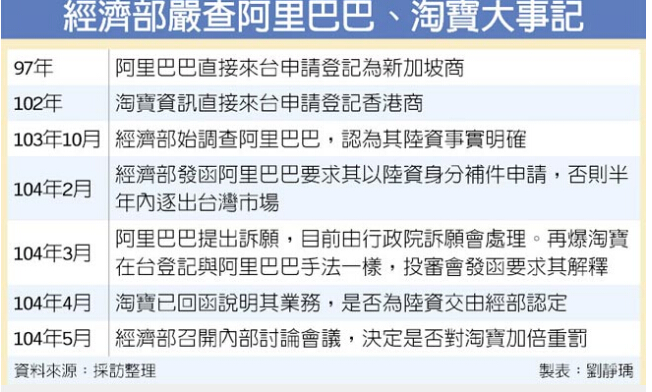 經濟部嚴查阿里巴巴、淘寶大事記
97年 阿里巴巴直接來台申請登記為新加坡商
102年 淘寶資訊直接來台申請登記香港商
103年10月 經濟部始調查阿里巴巴，認為其陸資事實明確
104年2月 經濟部發函阿里巴巴要求其以陸資身分補件申請，否則半
年內逐出台灣市場
104年3月 阿里巴巴提出訴願，目前由行政院訴願會處理。再爆淘寶
在台登記與阿里巴巴手法一樣，投審會發函要求其解釋
104年4月 淘寶已回函說明其業務，是否為陸資交由經部認定
104年5月 經濟部召開內部討論會議，決定是否對淘寶加倍重罰
資料來源：採訪整理 製表：劉靜瑀